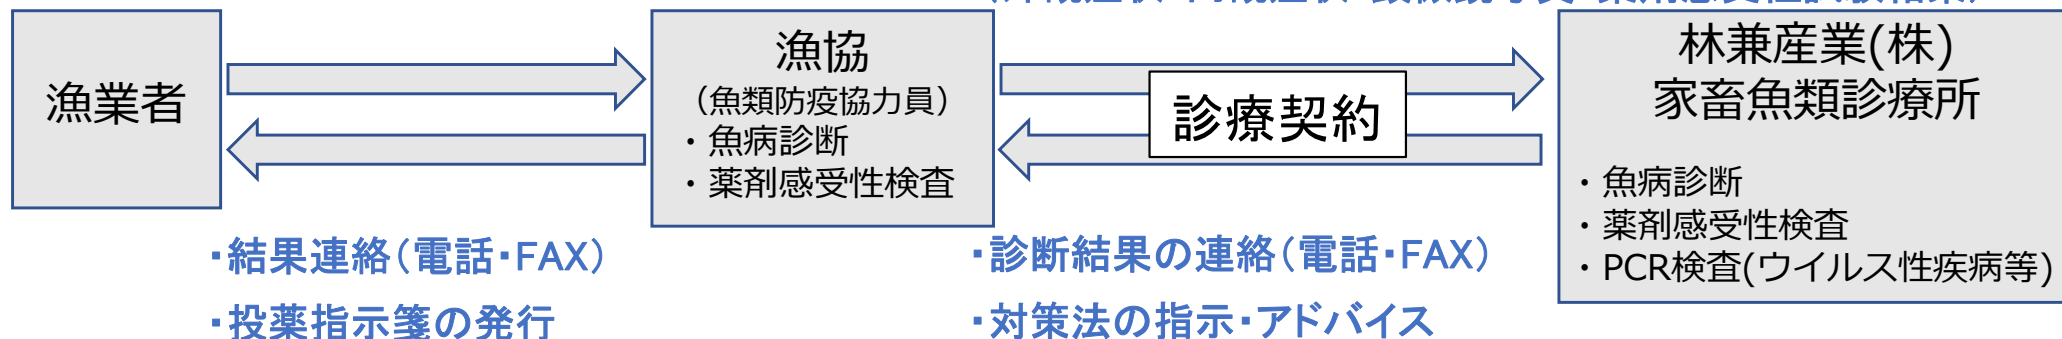 漁業者
漁協
（魚類防疫協力員）
・魚病診断
・薬剤感受性検査
診療契約
林兼産業(株)
家畜魚類診療所
・魚病診断
・薬剤感受性検査
・PCR検査(ウイルス性疾病等)
・結果連絡（電話・FAX）
・投薬指示箋の発行
・診断結果の連絡（電話・FAX）
・対策法の指示・アドバイス